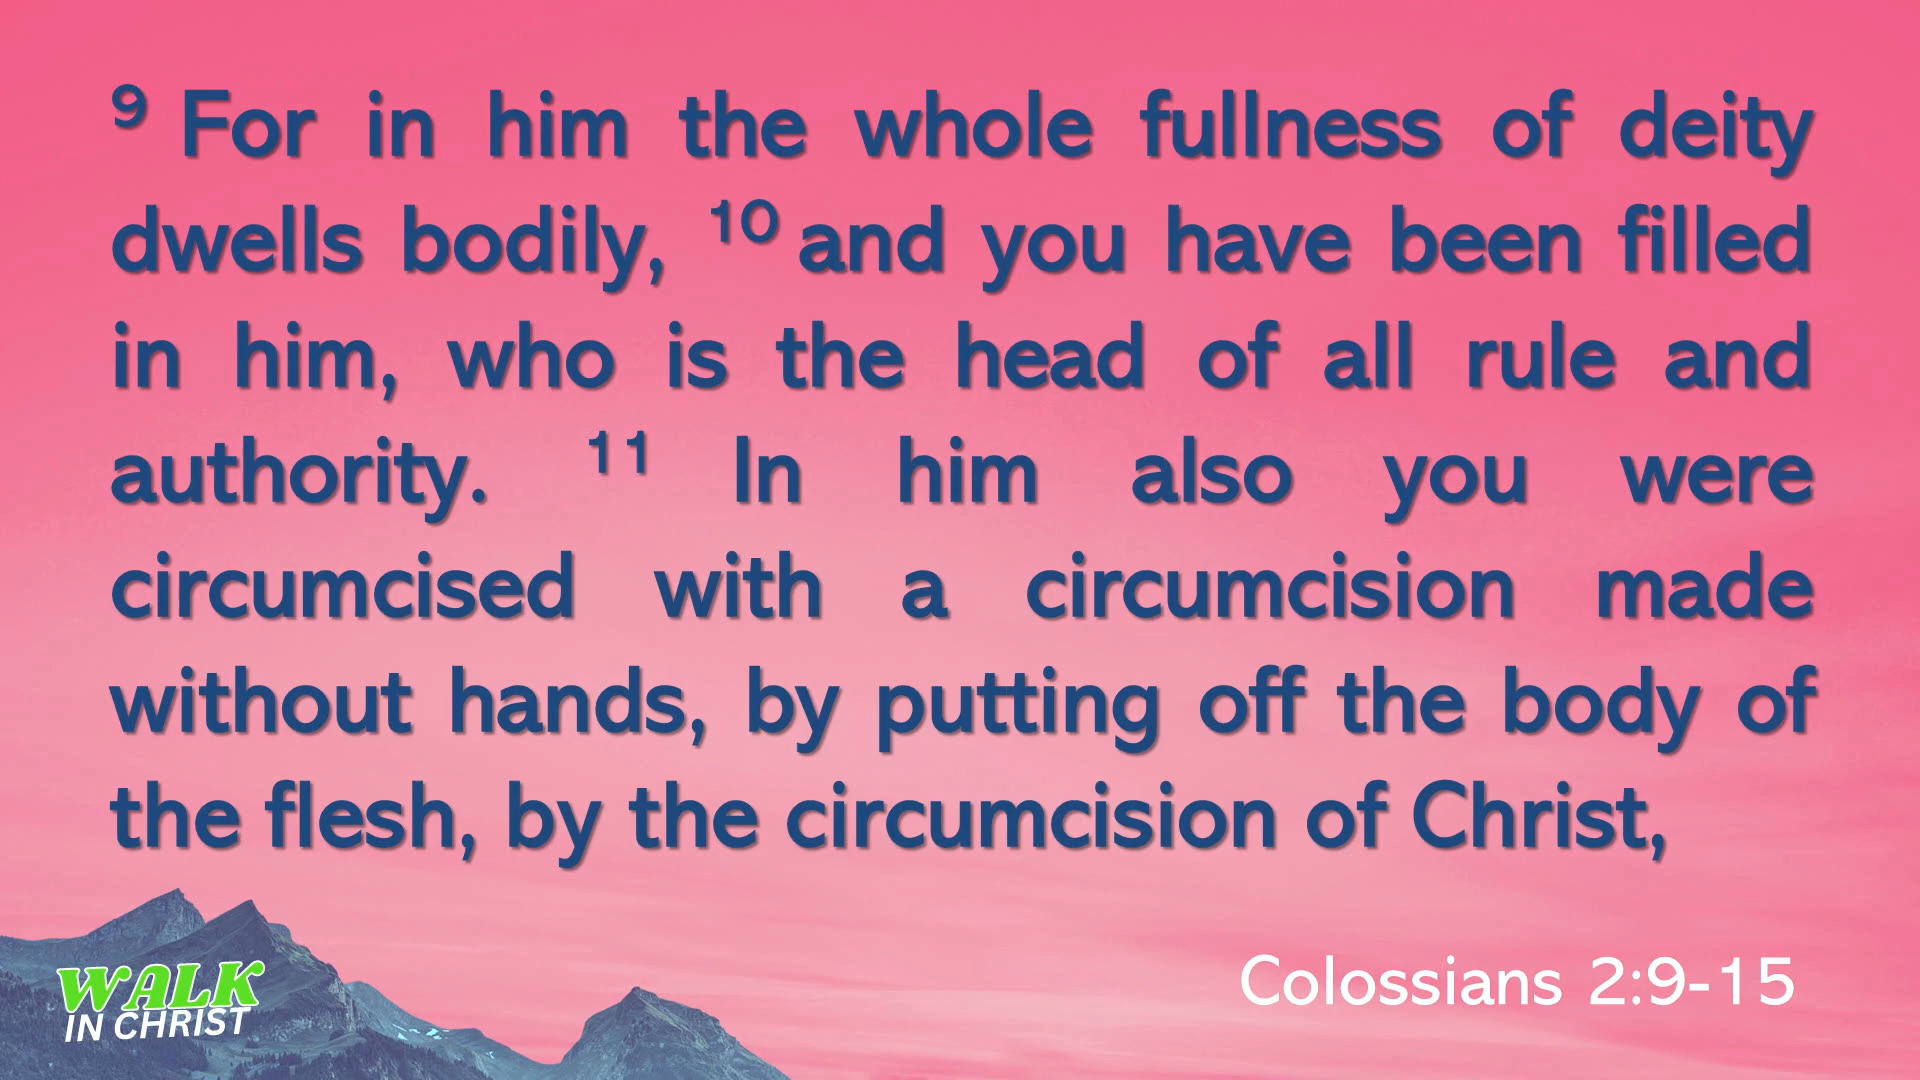 9 For in him the whole fullness of deity
dwells bodily, 10 and you have been filled
in him, who is the head of all rule and
authority. 11 In him also you were
circumcised with a circumcision made
without hands, by putting off the body of
the flesh, by the circumcision of Christ,
Colossians 2:9-15
WALK
IN CHRIST